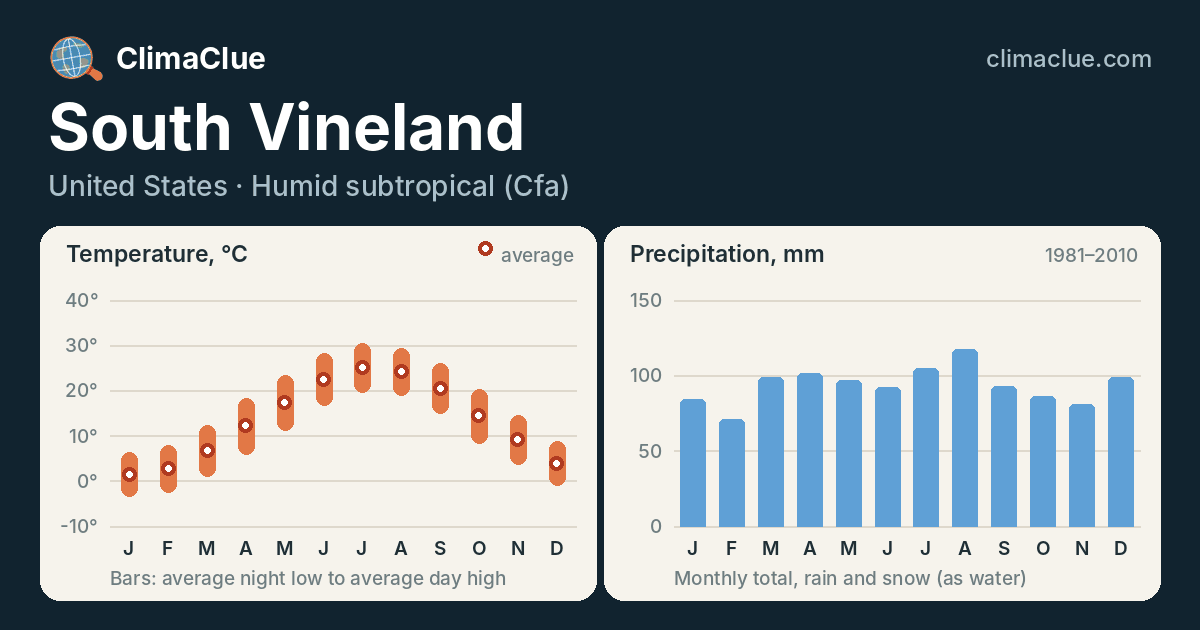 ClimaClue
climaclue.com
South Vineland
United States · Humid subtropical (Cfa)
Temperature, °C
average
40°
30°
20°
10°
0°
-10°
J F M A M J J A S O N D
Bars: average night low to average day high
Precipitation, mm
1981–2010
150
100
50
0
J F M A M J J A S O N D
Monthly total, rain and snow (as water)